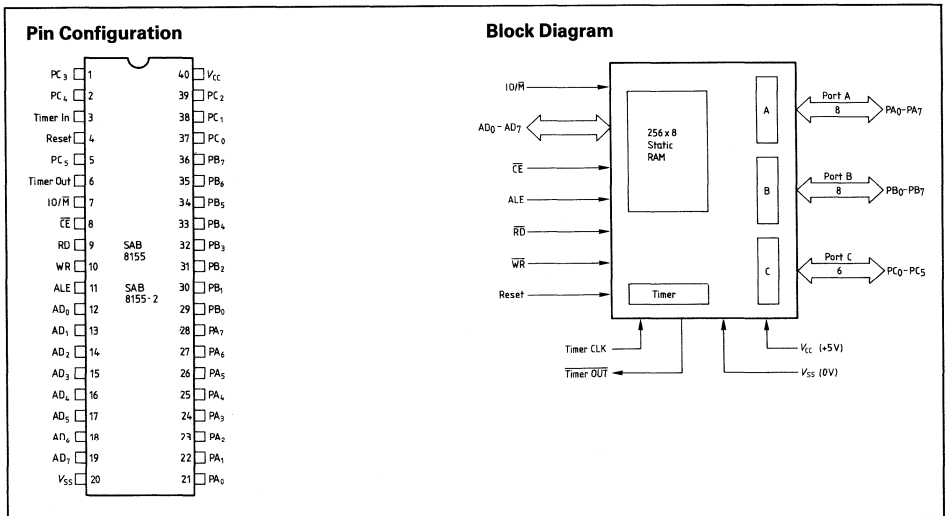 Pin Configuration
PC3 1 40 VCC
PC4 2 39 PC2
Timer In 3 38 PC1
Reset 4 37 PC0
PC5 5 36 PB7
Timer Out 6 35 PB6
IO/M̅ 7 34 PB5
C̅E̅ 8 33 PB4
RD 9 SAB 8155 32 PB3
WR 10 31 PB2
ALE 11 SAB 8155-2 30 PB1
AD0 12 29 PB0
AD1 13 28 PA7
AD2 14 27 PA6
AD3 15 26 PA5
AD4 16 25 PA4
AD5 17 24 PA3
AD6 18 23 PA2
AD7 19 22 PA1
VSS 20 21 PA0
Block Diagram
IO/M̅
AD0-AD7
C̅E̅
ALE
R̅D̅
W̅R̅
Reset
256 x 8
Static
RAM
Timer
A
B
C
Port A
8
PA0-PA7
Port B
8
PB0-PB7
Port C
6
PC0-PC5
Timer CLK
T̅i̅m̅e̅r̅ O̅U̅T̅
VCC (+5V)
VSS (0V)